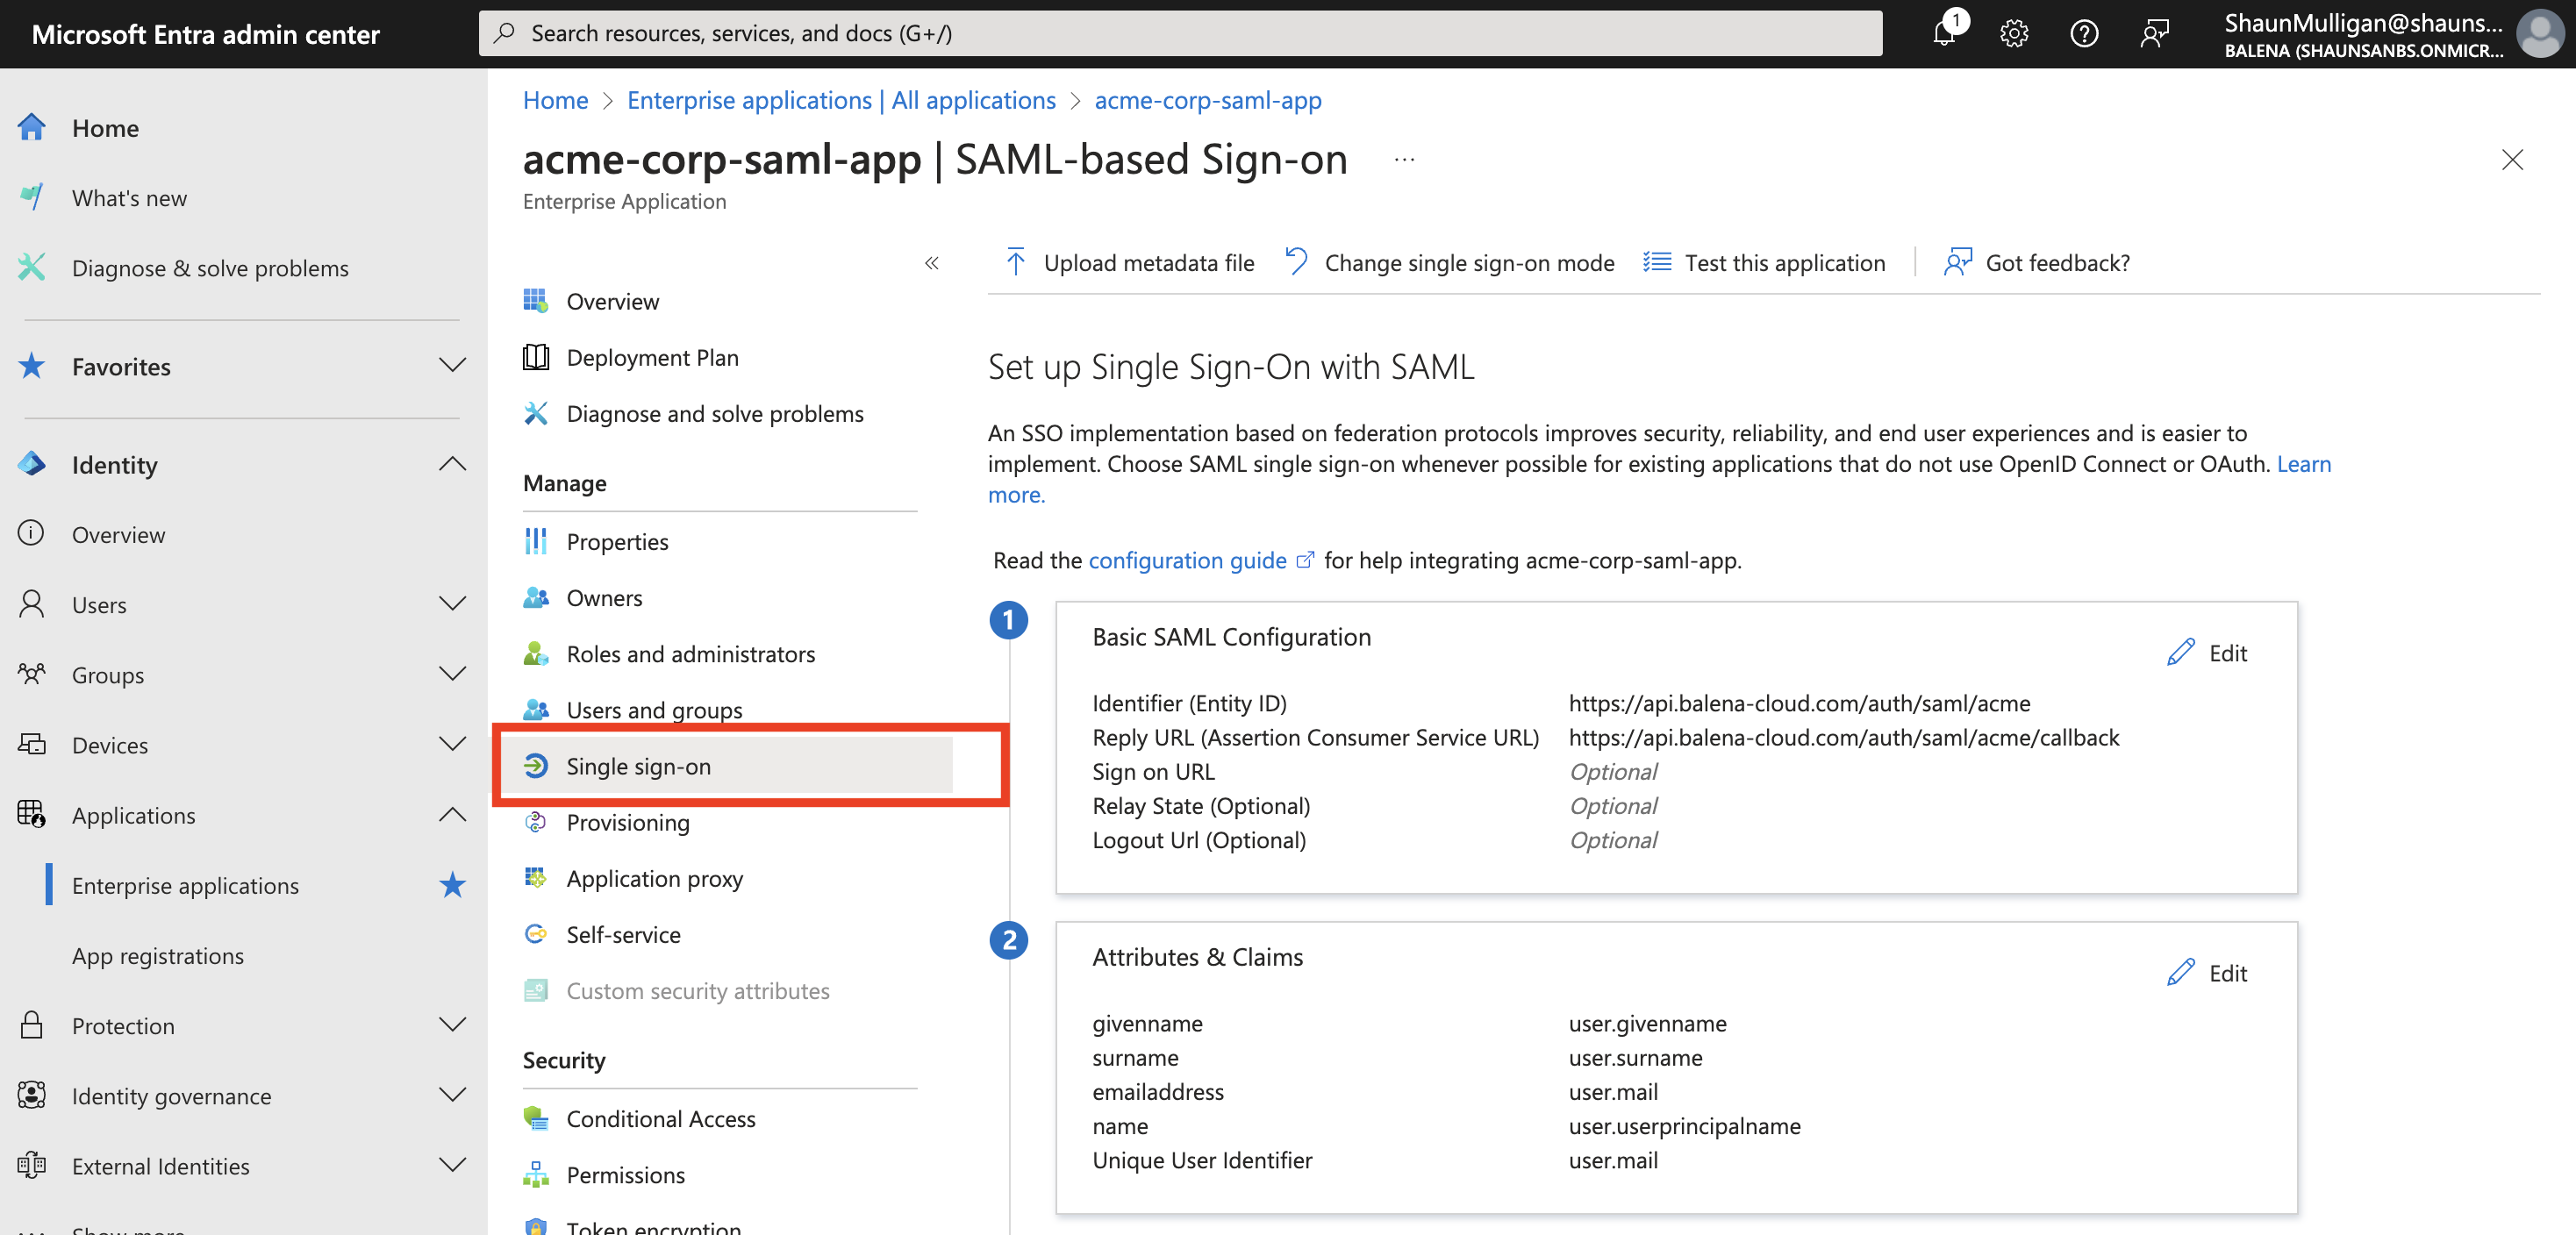 Microsoft Entra admin center
Search resources, services, and docs (G+/)
1
ShaunMulligan@shauns...
BALENA (SHAUNSANBS.ONMICR...
Home
What's new
Diagnose & solve problems
Favorites
Identity
Overview
Users
Groups
Devices
Applications
Enterprise applications
App registrations
Protection
Identity governance
External Identities
Show more
Home > Enterprise applications | All applications > acme-corp-saml-app
acme-corp-saml-app | SAML-based Sign-on ...
Enterprise Application
Overview
Deployment Plan
Diagnose and solve problems
Manage
Properties
Owners
Roles and administrators
Users and groups
Single sign-on
Provisioning
Application proxy
Self-service
Custom security attributes
Security
Conditional Access
Permissions
Token encryption
Upload metadata file Change single sign-on mode Test this application Got feedback?
Set up Single Sign-On with SAML
An SSO implementation based on federation protocols improves security, reliability, and end user experiences and is easier to
implement. Choose SAML single sign-on whenever possible for existing applications that do not use OpenID Connect or OAuth. Learn
more.
Read the configuration guide for help integrating acme-corp-saml-app.
1
Basic SAML Configuration
Edit
Identifier (Entity ID) https://api.balena-cloud.com/auth/saml/acme
Reply URL (Assertion Consumer Service URL) https://api.balena-cloud.com/auth/saml/acme/callback
Sign on URL Optional
Relay State (Optional) Optional
Logout Url (Optional) Optional
2
Attributes & Claims
Edit
givenname user.givenname
surname user.surname
emailaddress user.mail
name user.userprincipalname
Unique User Identifier user.mail